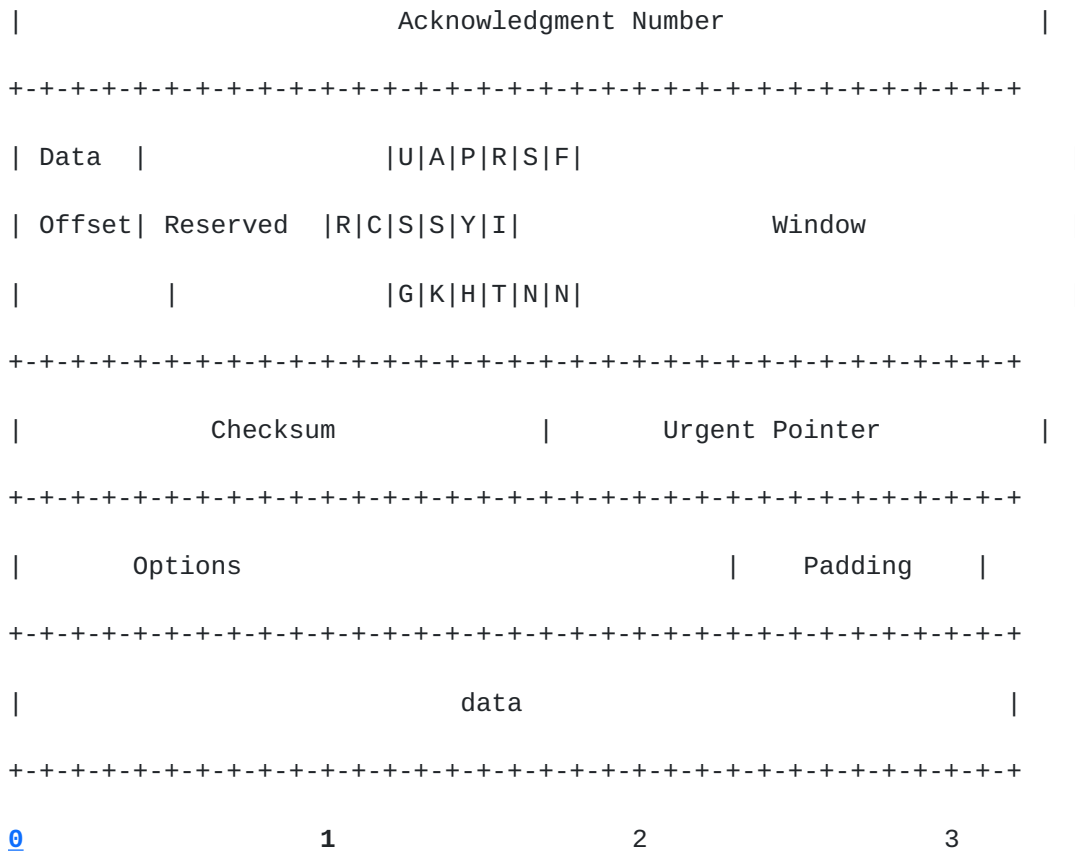 |                        Acknowledgment Number                    |
+-+-+-+-+-+-+-+-+-+-+-+-+-+-+-+-+-+-+-+-+-+-+-+-+-+-+-+-+-+-+-+-+
| Data  |               |U|A|P|R|S|F|
| Offset| Reserved  |R|C|S|S|Y|I|                Window
|         |             |G|K|H|T|N|N|
+-+-+-+-+-+-+-+-+-+-+-+-+-+-+-+-+-+-+-+-+-+-+-+-+-+-+-+-+-+-+-+-+
|            Checksum             |       Urgent Pointer          |
+-+-+-+-+-+-+-+-+-+-+-+-+-+-+-+-+-+-+-+-+-+-+-+-+-+-+-+-+-+-+-+-+
|       Options                               |    Padding    |
+-+-+-+-+-+-+-+-+-+-+-+-+-+-+-+-+-+-+-+-+-+-+-+-+-+-+-+-+-+-+-+-+
|                            data                               |
+-+-+-+-+-+-+-+-+-+-+-+-+-+-+-+-+-+-+-+-+-+-+-+-+-+-+-+-+-+-+-+-+
0                   1                   2                   3